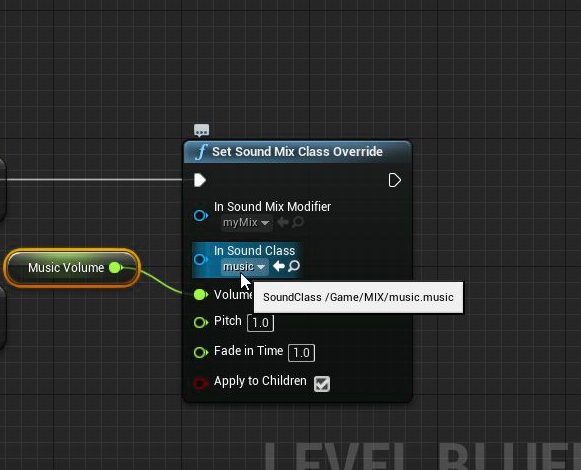 f Set Sound Mix Class Override
In Sound Mix Modifier
myMix
In Sound Class
music
Music Volume
Volume
SoundClass /Game/MIX/music.music
Pitch 1.0
Fade in Time 1.0
Apply to Children
LEVEL BLUE